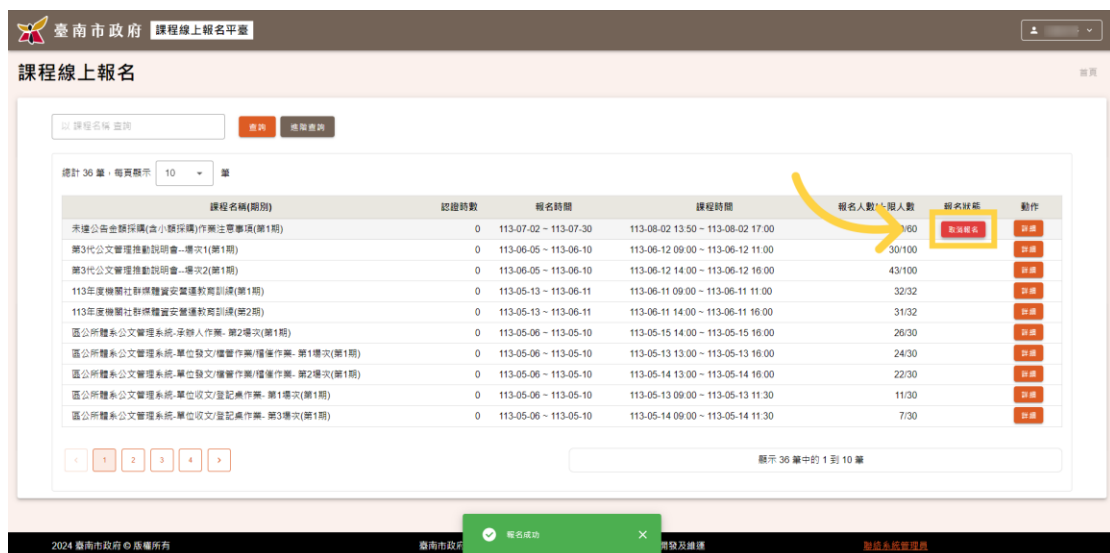 臺南市政府 課程線上報名平臺
課程線上報名
首頁
以 課程名稱 查詢 查詢 進階查詢
總計 36 筆，每頁顯示 10 筆
課程名稱(期別) 認證時數 報名時間 課程時間 報名人數/上限人數 報名狀態 動作
未達公告金額採購(含小額採購)作業注意事項(第1期) 0 113-07-02 ~ 113-07-30 113-08-02 13:50 ~ 113-08-02 17:00 /60 取消報名 詳細
第3代公文管理推動說明會--場次1(第1期) 0 113-06-05 ~ 113-06-10 113-06-12 09:00 ~ 113-06-12 11:00 30/100 詳細
第3代公文管理推動說明會--場次2(第1期) 0 113-06-05 ~ 113-06-10 113-06-12 14:00 ~ 113-06-12 16:00 43/100 詳細
113年度機關社群媒體資安營運教育訓練(第1期) 0 113-05-13 ~ 113-06-11 113-06-11 09:00 ~ 113-06-11 11:00 32/32 詳細
113年度機關社群媒體資安營運教育訓練(第2期) 0 113-05-13 ~ 113-06-11 113-06-11 14:00 ~ 113-06-11 16:00 31/32 詳細
區公所體系公文管理系統-承辦人作業- 第2場次(第1期) 0 113-05-06 ~ 113-05-10 113-05-15 14:00 ~ 113-05-15 16:00 26/30 詳細
區公所體系公文管理系統-單位發文/檔管作業/稽催作業- 第1場次(第1期) 0 113-05-06 ~ 113-05-10 113-05-13 13:00 ~ 113-05-13 16:00 24/30 詳細
區公所體系公文管理系統-單位發文/檔管作業/稽催作業- 第2場次(第1期) 0 113-05-06 ~ 113-05-10 113-05-14 13:00 ~ 113-05-14 16:00 22/30 詳細
區公所體系公文管理系統-單位收文/登記桌作業- 第1場次(第1期) 0 113-05-06 ~ 113-05-10 113-05-13 09:00 ~ 113-05-13 11:30 11/30 詳細
區公所體系公文管理系統-單位收文/登記桌作業- 第3場次(第1期) 0 113-05-06 ~ 113-05-10 113-05-14 09:00 ~ 113-05-14 11:30 7/30 詳細
< 1 2 3 4 > 顯示 36 筆中的 1 到 10 筆
報名成功
2024 臺南市政府 © 版權所有 臺南市政府 開發及維運 聯絡系統管理員